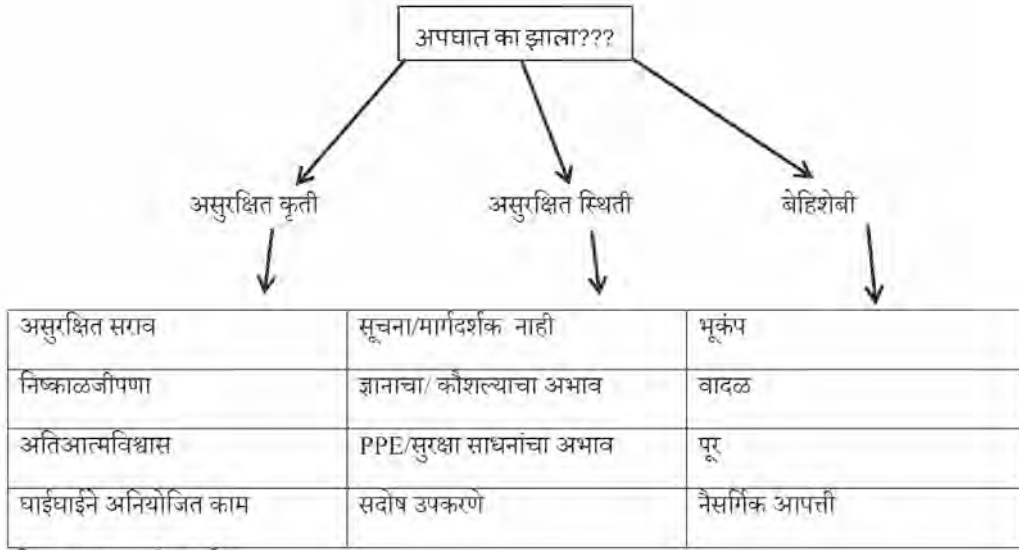 अपघात का झाला???
असुरक्षित कृती असुरक्षित स्थिती बेहिशेबी
असुरक्षित सराव सूचना/मार्गदर्शक नाही भूकंप
निष्काळजीपणा ज्ञानाचा/ कौशल्याचा अभाव वादळ
अतिआत्मविश्वास PPE/सुरक्षा साधनांचा अभाव पूर
घाईघाईने अनियोजित काम सदोष उपकरणे नैसर्गिक आपत्ती